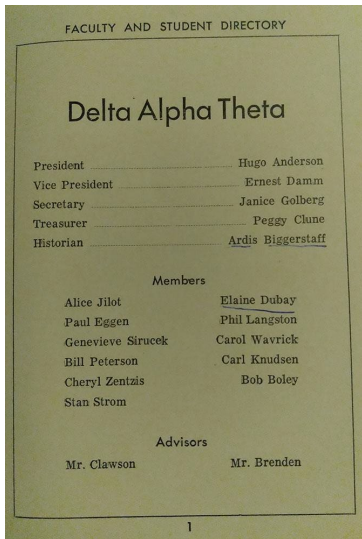 FACULTY AND STUDENT DIRECTORY
Delta Alpha Theta
President Hugo Anderson
Vice President Ernest Damm
Secretary Janice Golberg
Treasurer Peggy Clune
Historian Ardis Biggerstaff
Members
Alice Jilot Elaine Dubay
Paul Eggen Phil Langston
Genevieve Sirucek Carol Wavrick
Bill Peterson Carl Knudsen
Cheryl Zentzis Bob Boley
Stan Strom
Advisors
Mr. Clawson Mr. Brenden
1